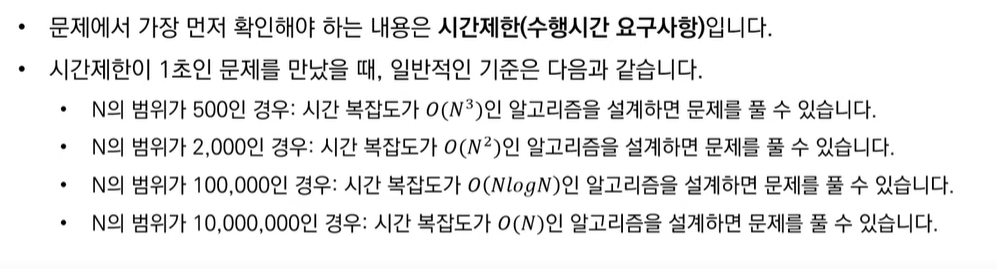 • 문제에서 가장 먼저 확인해야 하는 내용은 시간제한(수행시간 요구사항)입니다.
• 시간제한이 1초인 문제를 만났을 때, 일반적인 기준은 다음과 같습니다.
• N의 범위가 500인 경우: 시간 복잡도가 O(N³)인 알고리즘을 설계하면 문제를 풀 수 있습니다.
• N의 범위가 2,000인 경우: 시간 복잡도가 O(N²)인 알고리즘을 설계하면 문제를 풀 수 있습니다.
• N의 범위가 100,000인 경우: 시간 복잡도가 O(NlogN)인 알고리즘을 설계하면 문제를 풀 수 있습니다.
• N의 범위가 10,000,000인 경우: 시간 복잡도가 O(N)인 알고리즘을 설계하면 문제를 풀 수 있습니다.